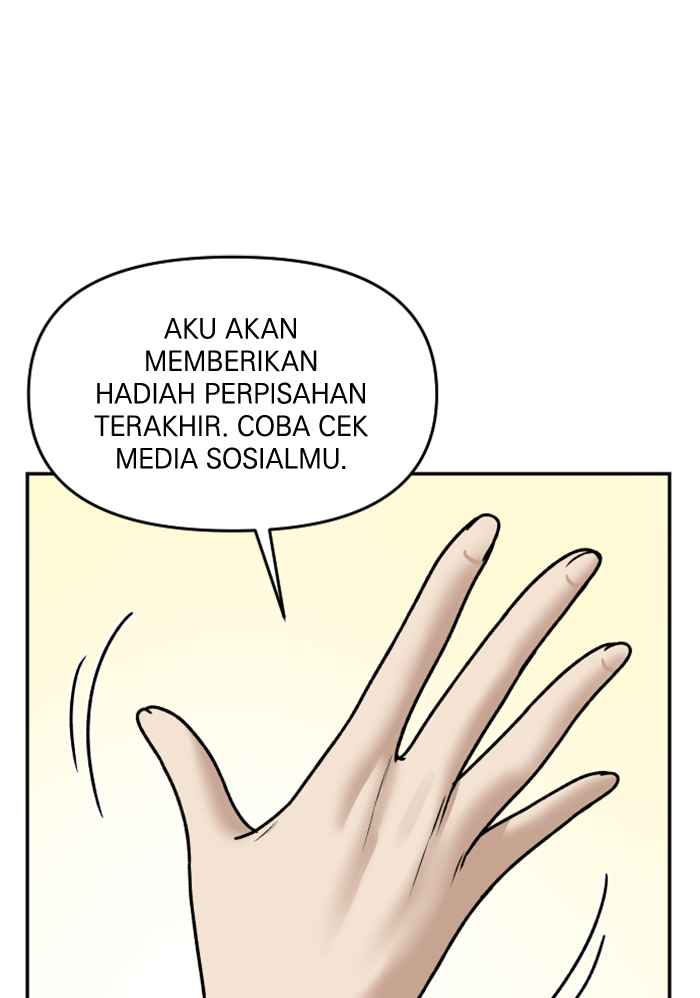 AKU AKAN
MEMBERIKAN
HADIAH PERPISAHAN
TERAKHIR. COBA CEK
MEDIA SOSIALMU.